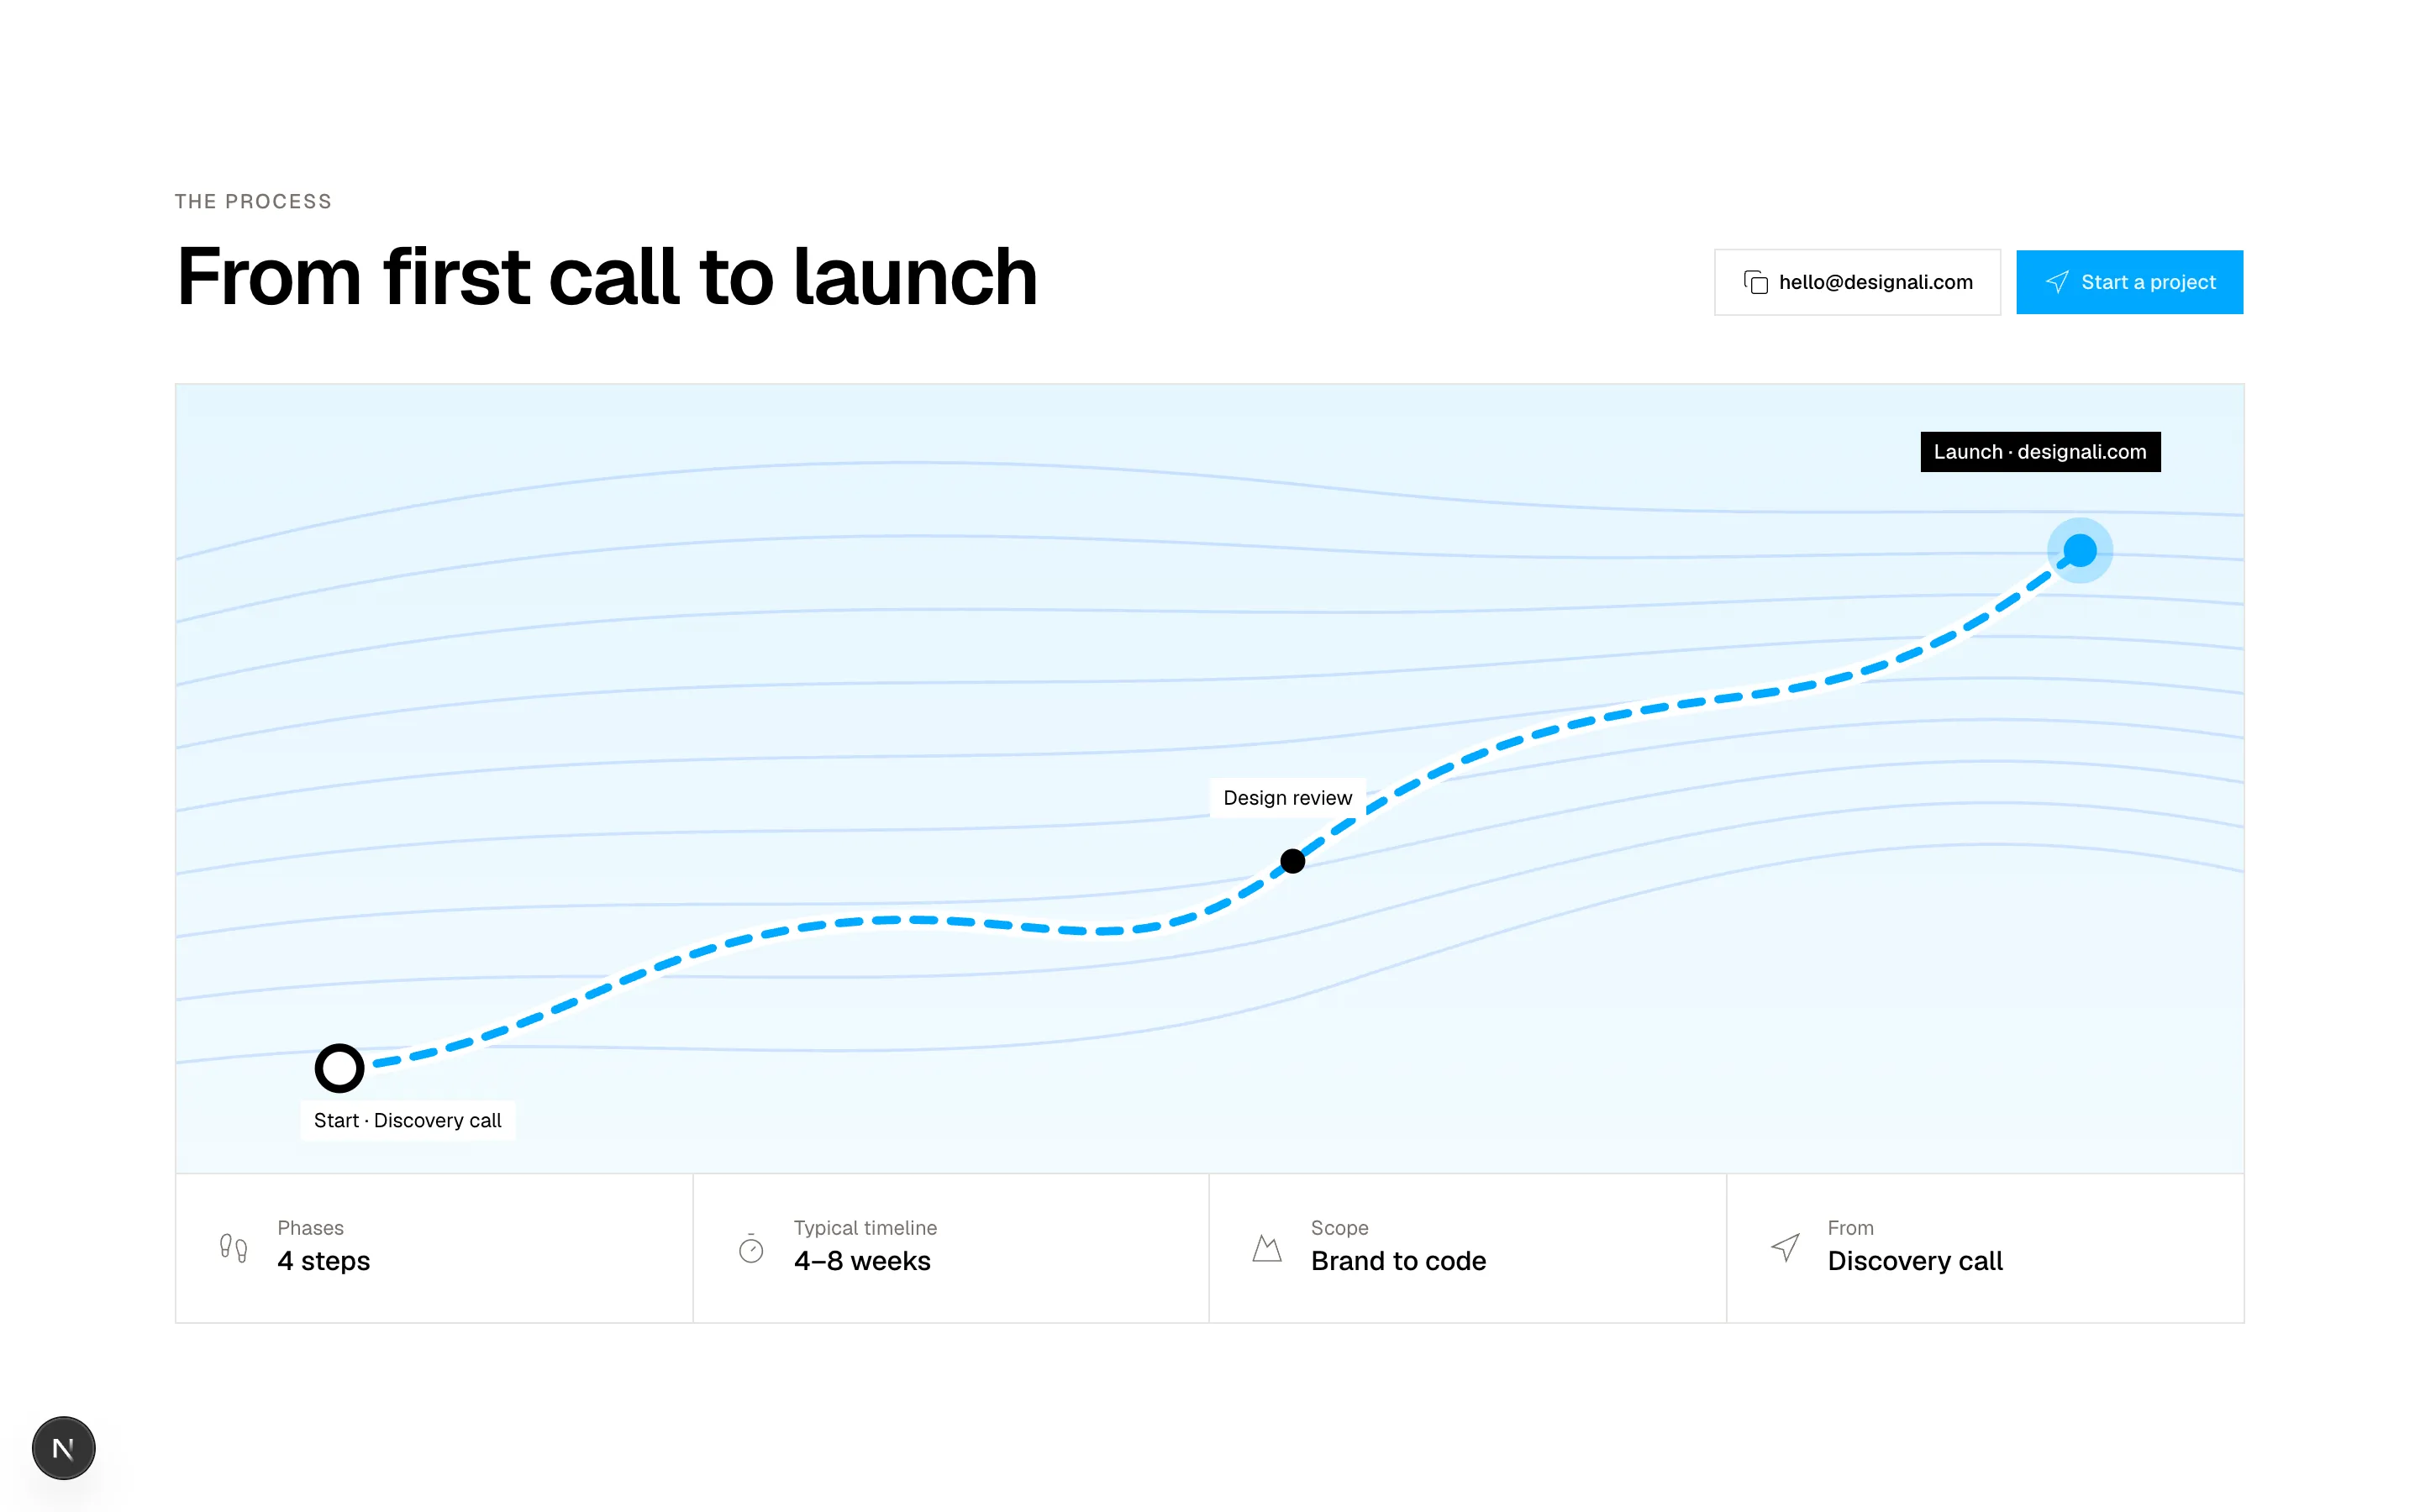 THE PROCESS
From first call to launch
hello@designali.com
Start a project
Launch · designali.com
Design review
Start · Discovery call
Phases
4 steps
Typical timeline
4–8 weeks
Scope
Brand to code
From
Discovery call
N